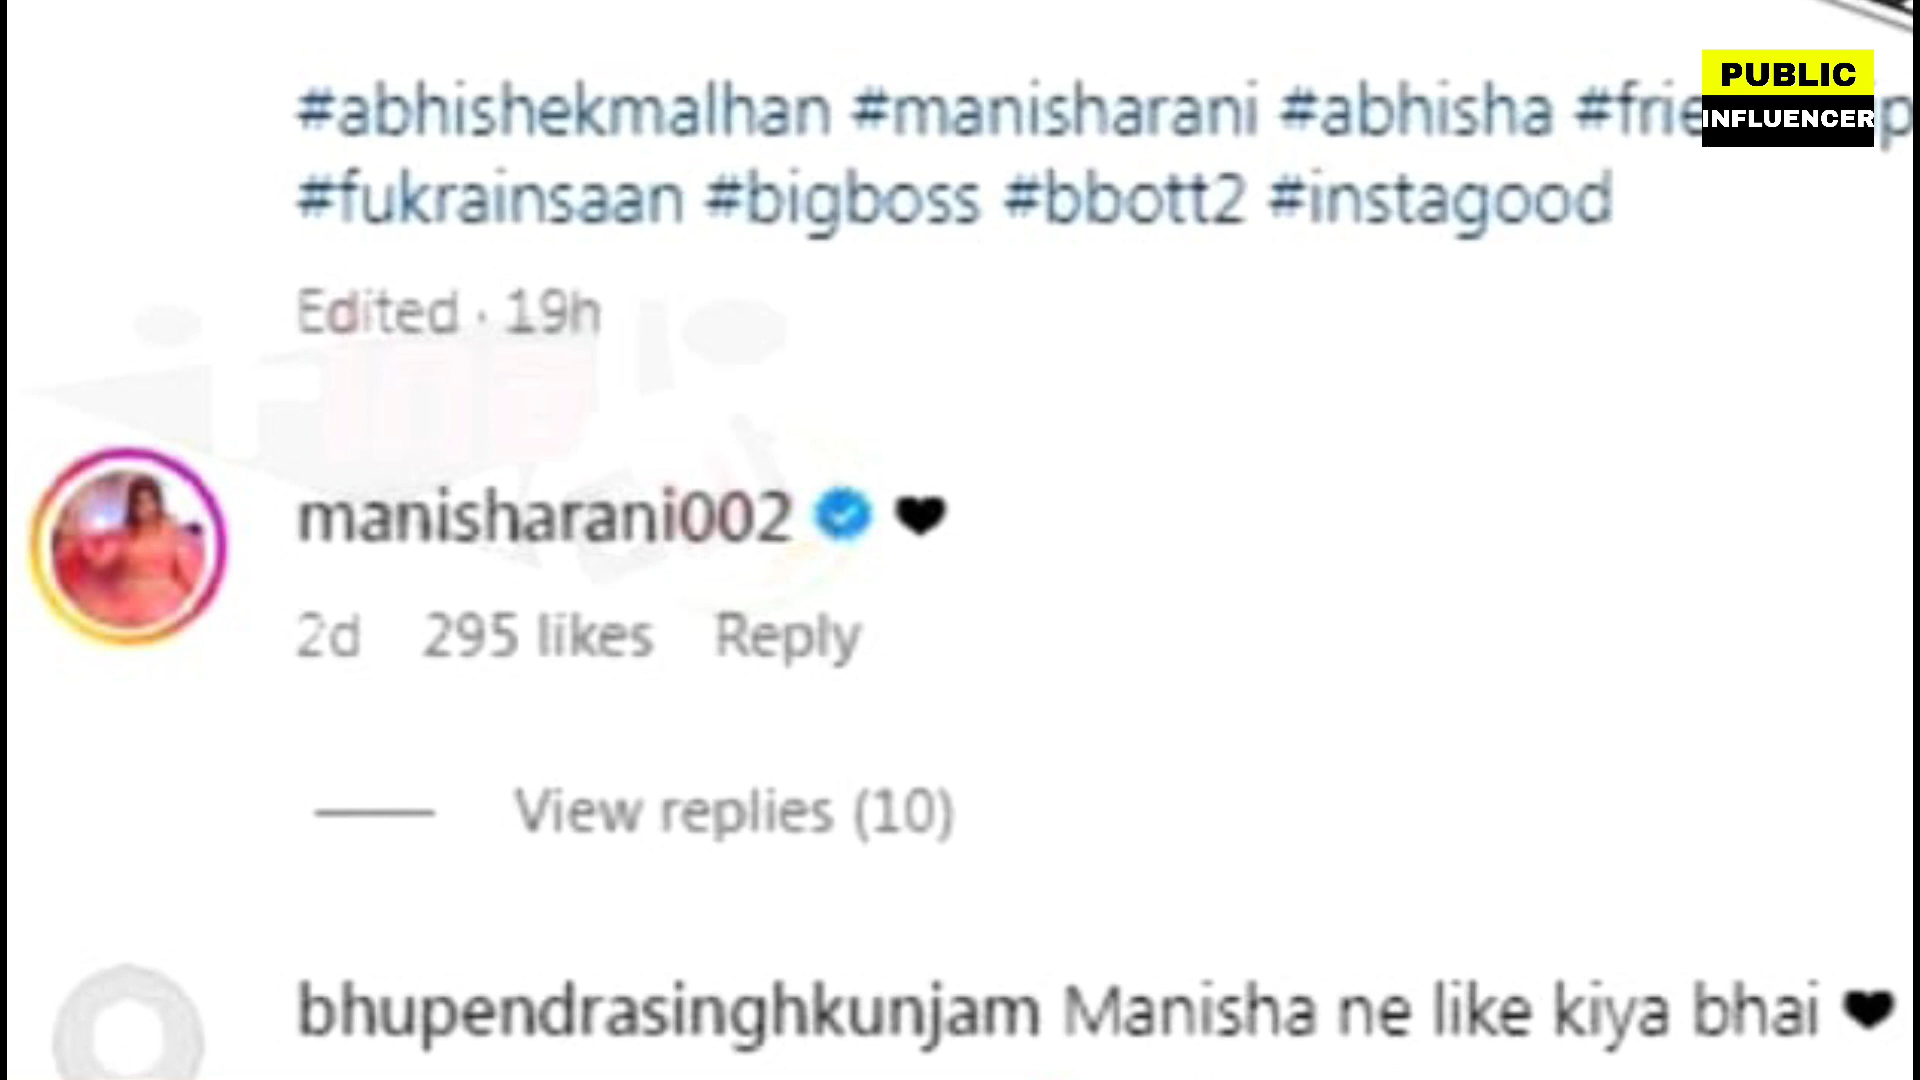 PUBLIC
INFLUENCER
#abhishekmalhan #manisharani #abhisha
#fukrainsaan #bigboss #bbott2 #instagood
Edited · 19h
manisharani002 🖤
2d 295 likes Reply
View replies (10)
bhupendrasinghkunjam Manisha ne like kiya bhai 🖤